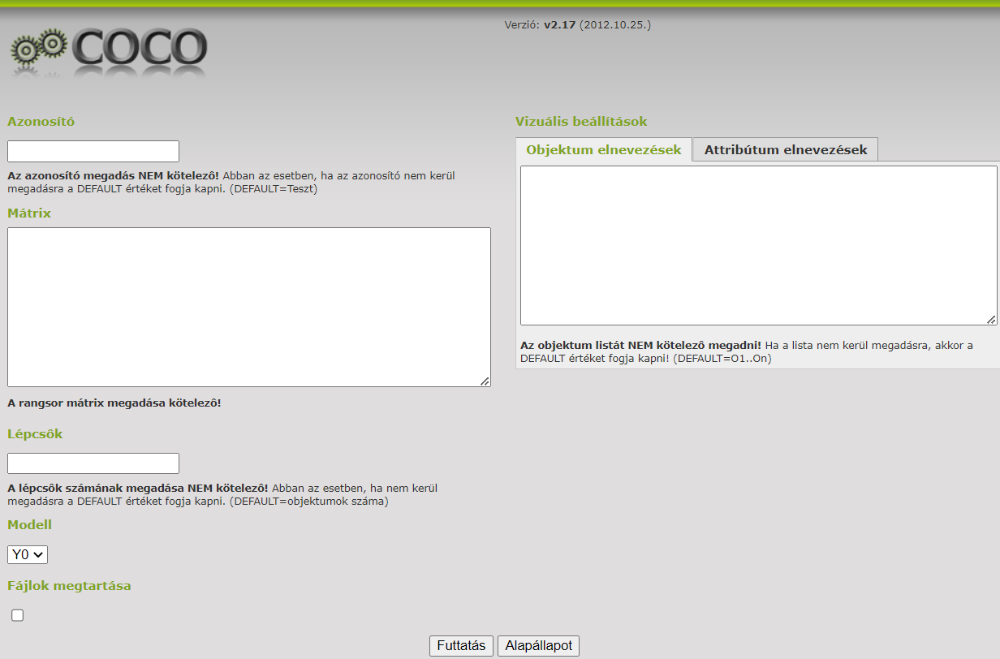 COCO
Verzió: v2.17 (2012.10.25.)
Azonosító
Az azonosító megadás NEM kötelezô! Abban az esetben, ha az azonosító nem kerül
megadásra a DEFAULT értéket fogja kapni. (DEFAULT=Teszt)
Mátrix
A rangsor mátrix megadása kötelezô!
Lépcsôk
A lépcsôk számának megadása NEM kötelezô! Abban az esetben, ha nem kerül
megadásra a DEFAULT értéket fogja kapni. (DEFAULT=objektumok száma)
Modell
Y0
Fájlok megtartása
Vizuális beállítások
Objektum elnevezések Attribútum elnevezések
Az objektum listát NEM kötelezô megadni! Ha a lista nem kerül megadásra, akkor a
DEFAULT értéket fogja kapni! (DEFAULT=O1..On)
Futtatás Alapállapot